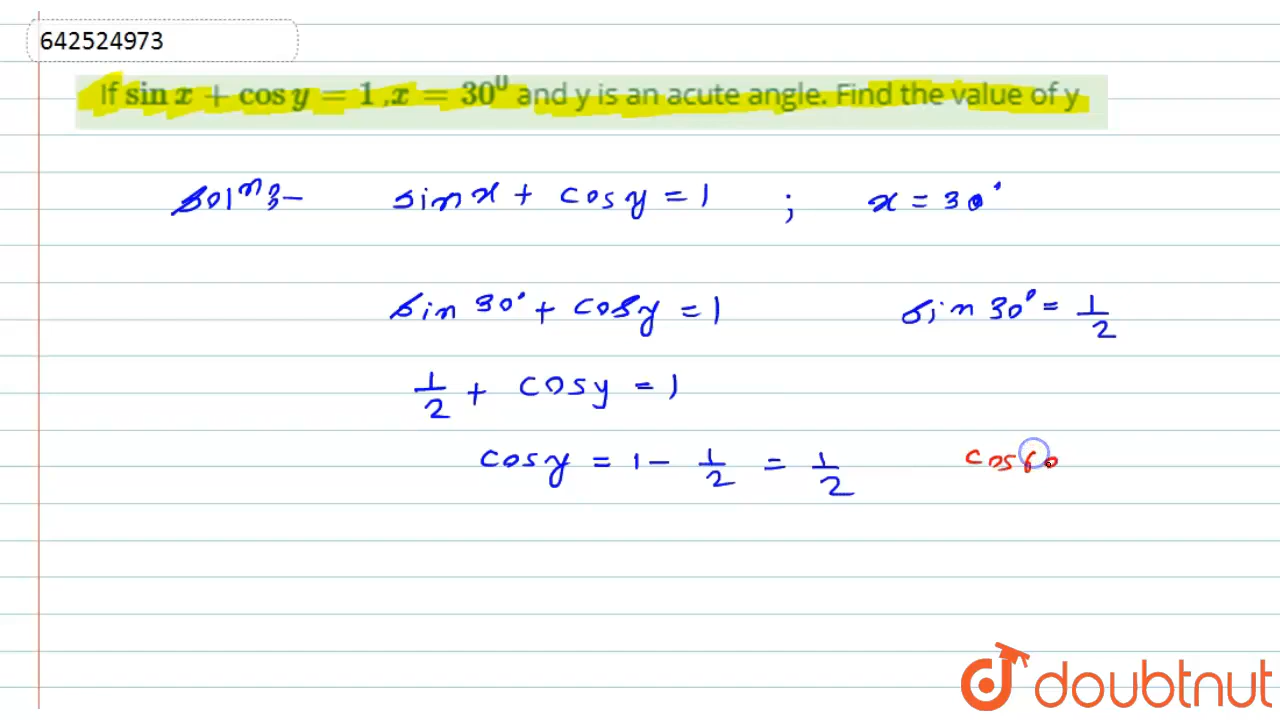 642524973
If sin x + cos y = 1 , x = 30⁰ and y is an acute angle. Find the value of y
Solⁿ:- sin x + cos y = 1 ; x = 30°
sin 30° + cos y = 1 sin 30° = 1/2
1/2 + cos y = 1
cos y = 1 - 1/2 = 1/2 cos 60
doubtnut